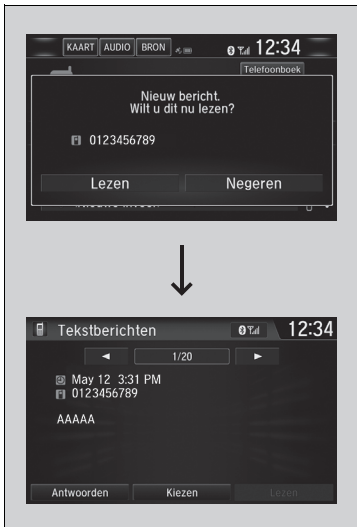 KAART AUDIO BRON 12:34
Telefoonboek
Nieuw bericht.
Wilt u dit nu lezen?
0123456789
Lezen Negeren
Tekstberichten 12:34
◄ 1/20 ►
May 12 3:31 PM
0123456789
AAAAA
Antwoorden Kiezen Lezen